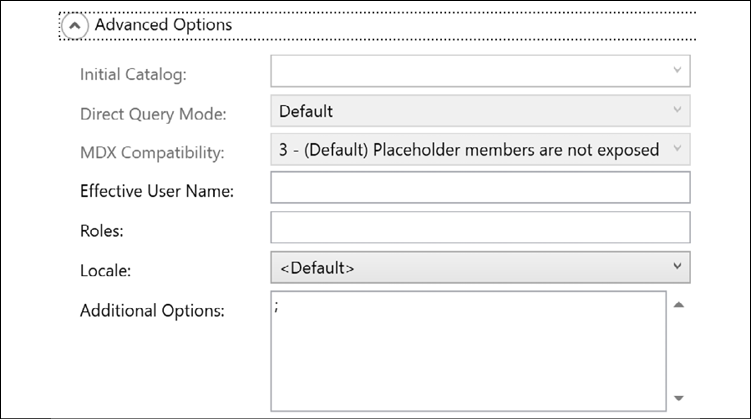 Advanced Options
Initial Catalog:
Direct Query Mode: Default
MDX Compatibility: 3 - (Default) Placeholder members are not exposed
Effective User Name:
Roles:
Locale: <Default>
Additional Options: ;